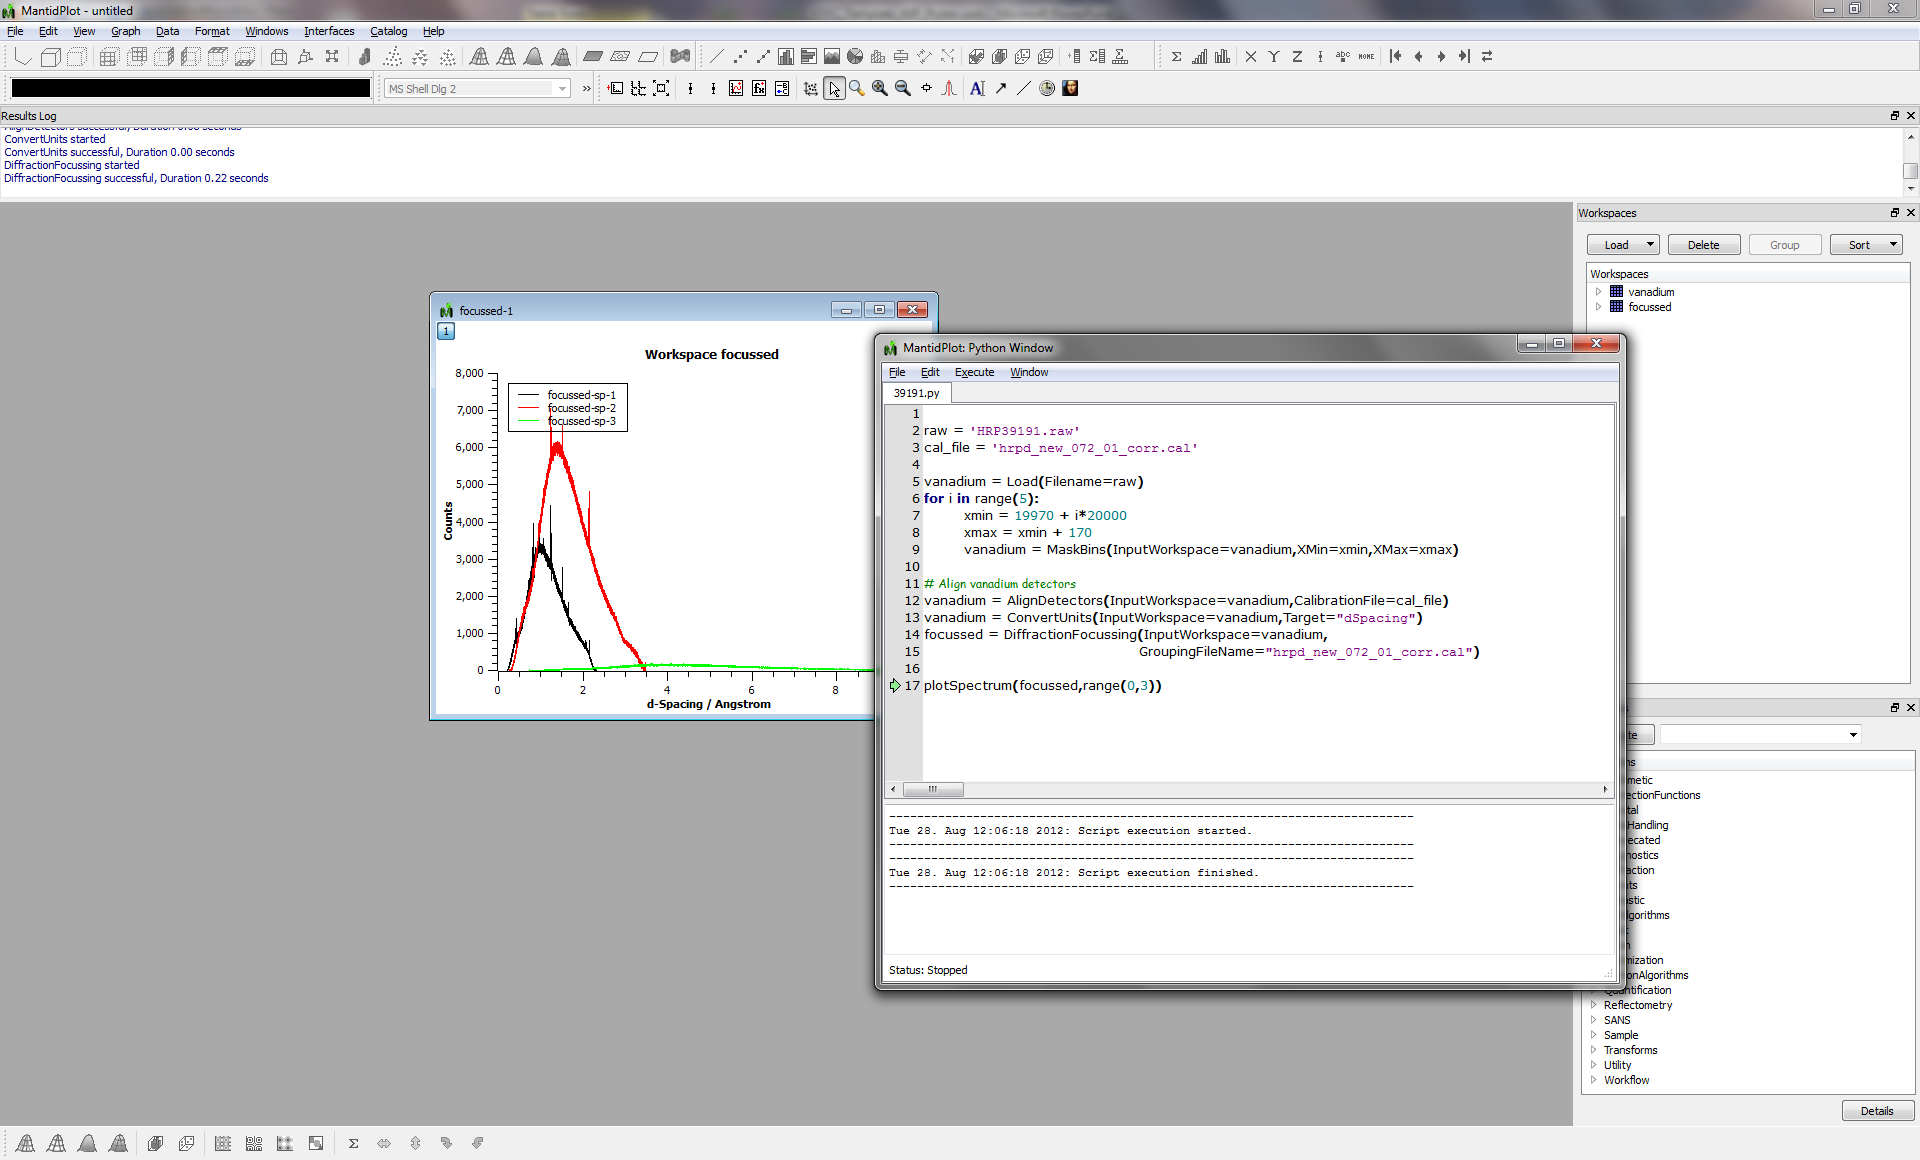 MantidPlot - untitled
File Edit View Graph Data Format Windows Interfaces Catalog Help
MS Shell Dlg 2
Results Log
AlignDetectors successful, Duration 0.06 seconds
ConvertUnits started
ConvertUnits successful, Duration 0.00 seconds
DiffractionFocussing started
DiffractionFocussing successful, Duration 0.22 seconds
Workspaces
Load Delete Group Sort
Workspaces
vanadium
focussed
focussed-1
1
Workspace focussed
focussed-sp-1
focussed-sp-2
focussed-sp-3
8,000
7,000
6,000
5,000
4,000
3,000
2,000
1,000
0
Counts
0 2 4 6 8
d-Spacing / Angstrom
MantidPlot: Python Window
File Edit Execute Window
39191.py
1
2 raw = 'HRP39191.raw'
3 cal_file = 'hrpd_new_072_01_corr.cal'
4
5 vanadium = Load(Filename=raw)
6 for i in range(5):
7 xmin = 19970 + i*20000
8 xmax = xmin + 170
9 vanadium = MaskBins(InputWorkspace=vanadium,XMin=xmin,XMax=xmax)
10
11 # Align vanadium detectors
12 vanadium = AlignDetectors(InputWorkspace=vanadium,CalibrationFile=cal_file)
13 vanadium = ConvertUnits(InputWorkspace=vanadium,Target="dSpacing")
14 focussed = DiffractionFocussing(InputWorkspace=vanadium,
15 GroupingFileName="hrpd_new_072_01_corr.cal")
16
17 plotSpectrum(focussed,range(0,3))
Tue 28. Aug 12:06:18 2012: Script execution started.
Tue 28. Aug 12:06:18 2012: Script execution finished.
Status: Stopped
te
ns
metic
ectionFunctions
tal
Handling
ecated
nostics
action
ts
stic
lgorithms
mization
onAlgorithms
Quantification
Reflectometry
SANS
Sample
Transforms
Utility
Workflow
Details